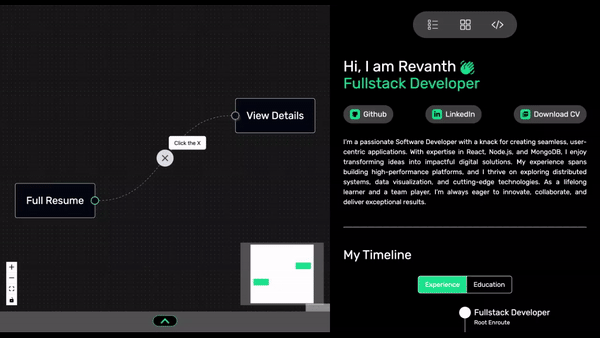 Hi, I am Revanth
Fullstack Developer
View Details
Click the X
Full Resume
Github
LinkedIn
Download CV
I'm a passionate Software Developer with a knack for creating seamless, user-
centric applications. With expertise in React, Node.js, and MongoDB, I enjoy
transforming ideas into impactful digital solutions. My experience spans
building high-performance platforms, and I thrive on exploring distributed
systems, data visualization, and cutting-edge technologies. As a lifelong
learner and a team player, I'm always eager to innovate, collaborate, and
deliver exceptional results.
My Timeline
Experience
Education
Fullstack Developer
Root Enroute